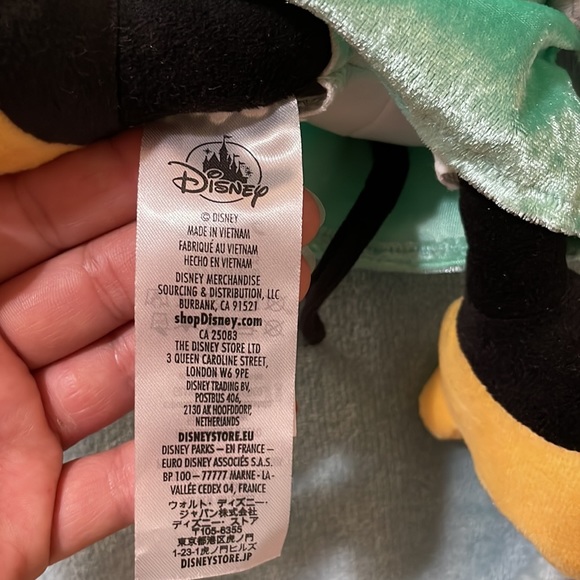 Disney
© DISNEY
MADE IN VIETNAM
FABRIQUÉ AU VIETNAM
HECHO EN VIETNAM
DISNEY MERCHANDISE
SOURCING & DISTRIBUTION, LLC
BURBANK, CA 91521
shopDisney.com
CA 25083
THE DISNEY STORE LTD
3 QUEEN CAROLINE STREET,
LONDON W6 9PE
DISNEY TRADING BV,
POSTBUS 406,
2130 AK HOOFDDORP,
NETHERLANDS
DISNEYSTORE.EU
DISNEY PARKS – EN FRANCE –
EURO DISNEY ASSOCIÉS S.A.S.
BP 100 – 77777 MARNE - LA -
VALLÉE CEDEX 04, FRANCE
ウォルト・ディズニー・
ジャパン株式会社
ディズニー・ストア
〒105-6355
東京都港区虎ノ門
1-23-1虎ノ門ヒルズ
DISNEYSTORE.CO.JP